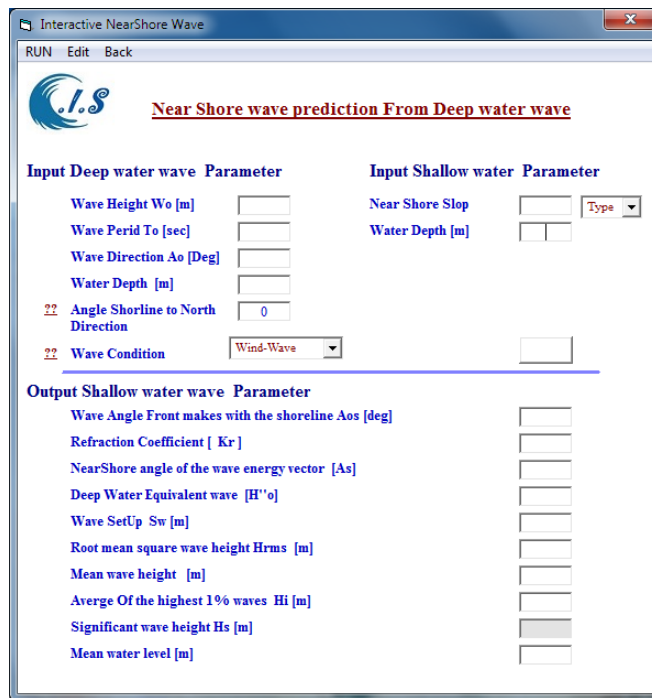 Interactive NearShore Wave
RUN Edit Back
C.I.S
Near Shore wave prediction From Deep water wave
Input Deep water wave Parameter
Input Shallow water Parameter
Wave Height Wo [m]
Near Shore Slop
Type
Wave Perid To [sec]
Water Depth [m]
Wave Direction Ao [Deg]
Water Depth [m]
?? Angle Shorline to North
Direction
0
?? Wave Condition
Wind-Wave
Output Shallow water wave Parameter
Wave Angle Front makes with the shoreline Aos [deg]
Refraction Coefficient [ Kr ]
NearShore angle of the wave energy vector [As]
Deep Water Equivalent wave [H''o]
Wave SetUp Sw [m]
Root mean square wave height Hrms [m]
Mean wave height [m]
Averge Of the highest 1% waves Hi [m]
Significant wave height Hs [m]
Mean water level [m]